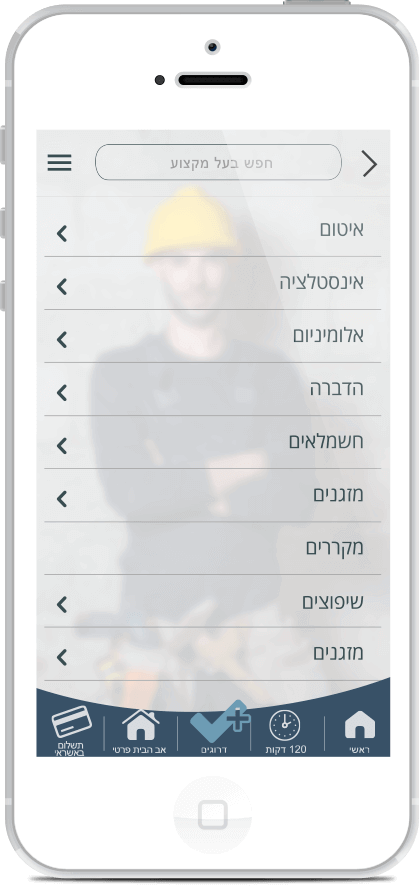 חפש בעל מקצוע
איטום
אינסטלציה
אלומיניום
הדברה
חשמלאים
מזגנים
מקררים
שיפוצים
מזגנים
ראשי
120 דקות
דרוגים
אב הבית פרטי
תשלום
באשראי